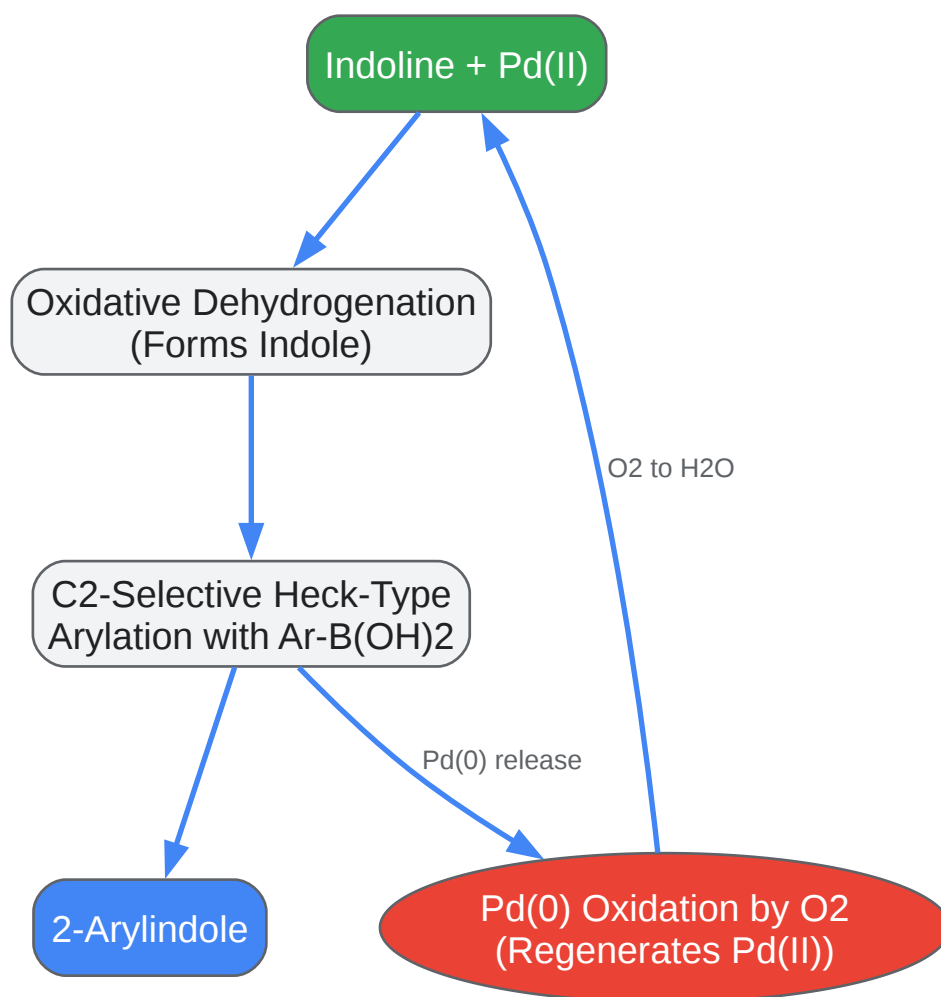 Indoline + Pd(II)
Oxidative Dehydrogenation
(Forms Indole)
O2 to H2O
C2-Selective Heck-Type
Arylation with Ar-B(OH)2
Pd(0) release
2-Arylindole
Pd(0) Oxidation by O2
(Regenerates Pd(II))